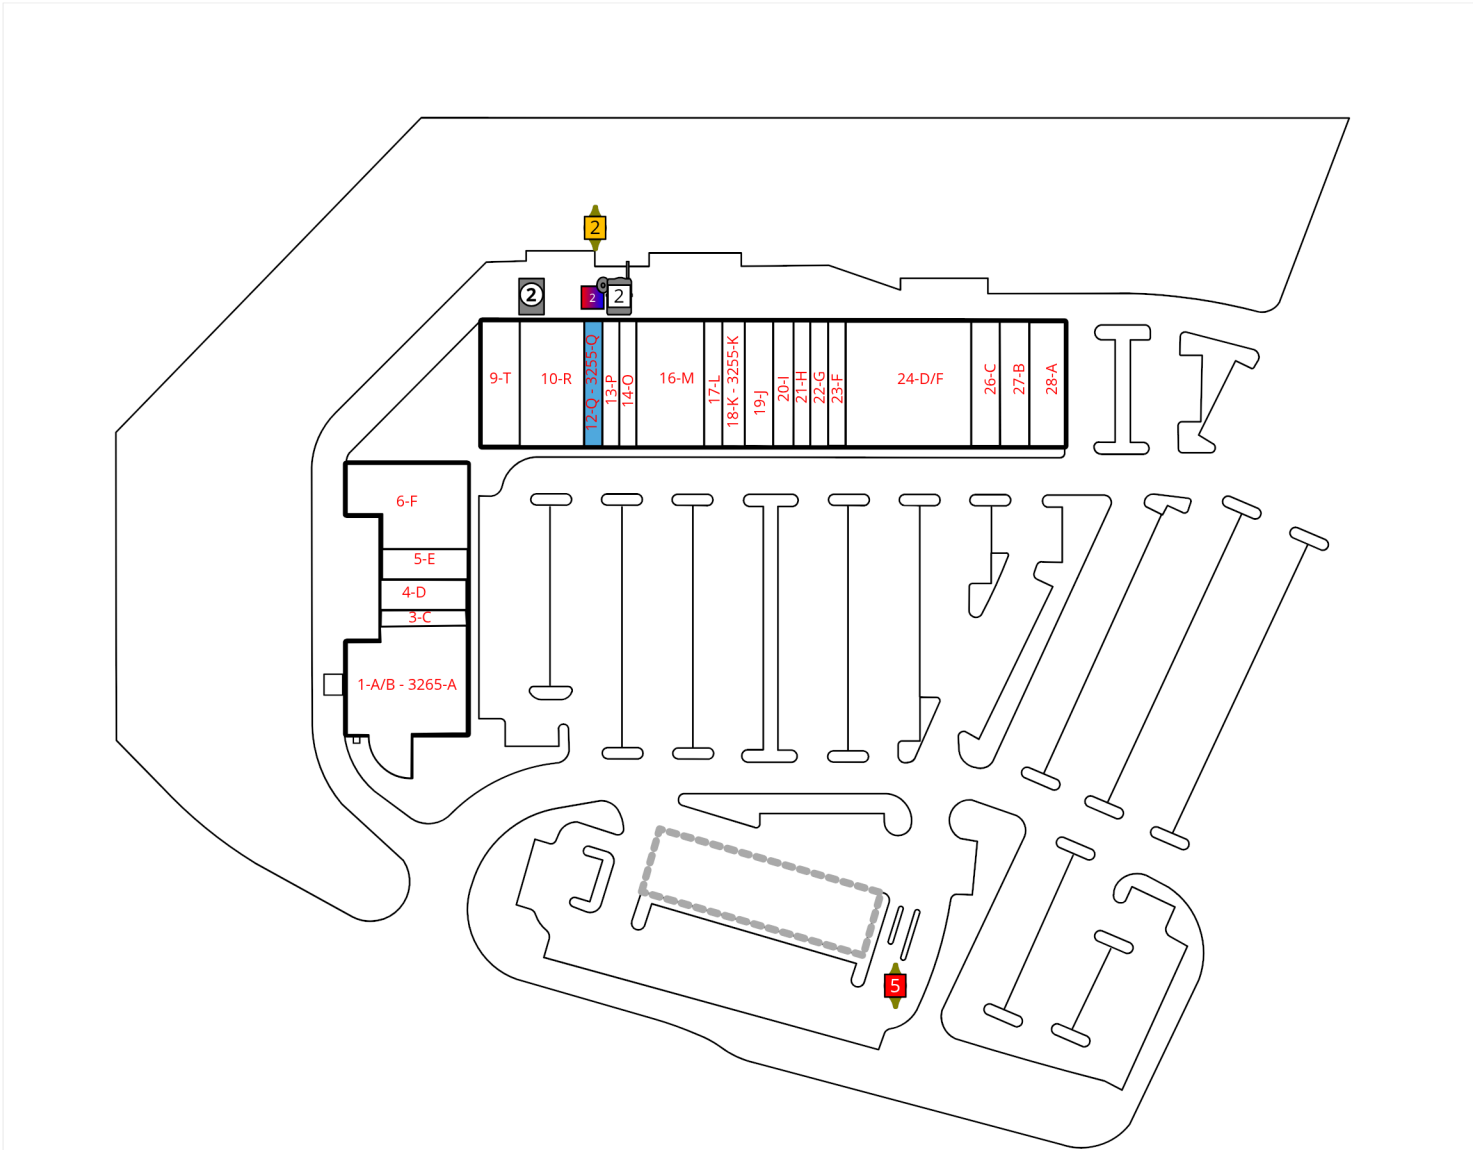 2
2
2
2
9-T
10-R
12-Q - 3255-Q
13-P
14-O
16-M
17-L
18-K - 3255-K
19-J
20-I
21-H
22-G
23-F
24-D/F
26-C
27-B
28-A
6-F
5-E
4-D
3-C
1-A/B - 3265-A
5